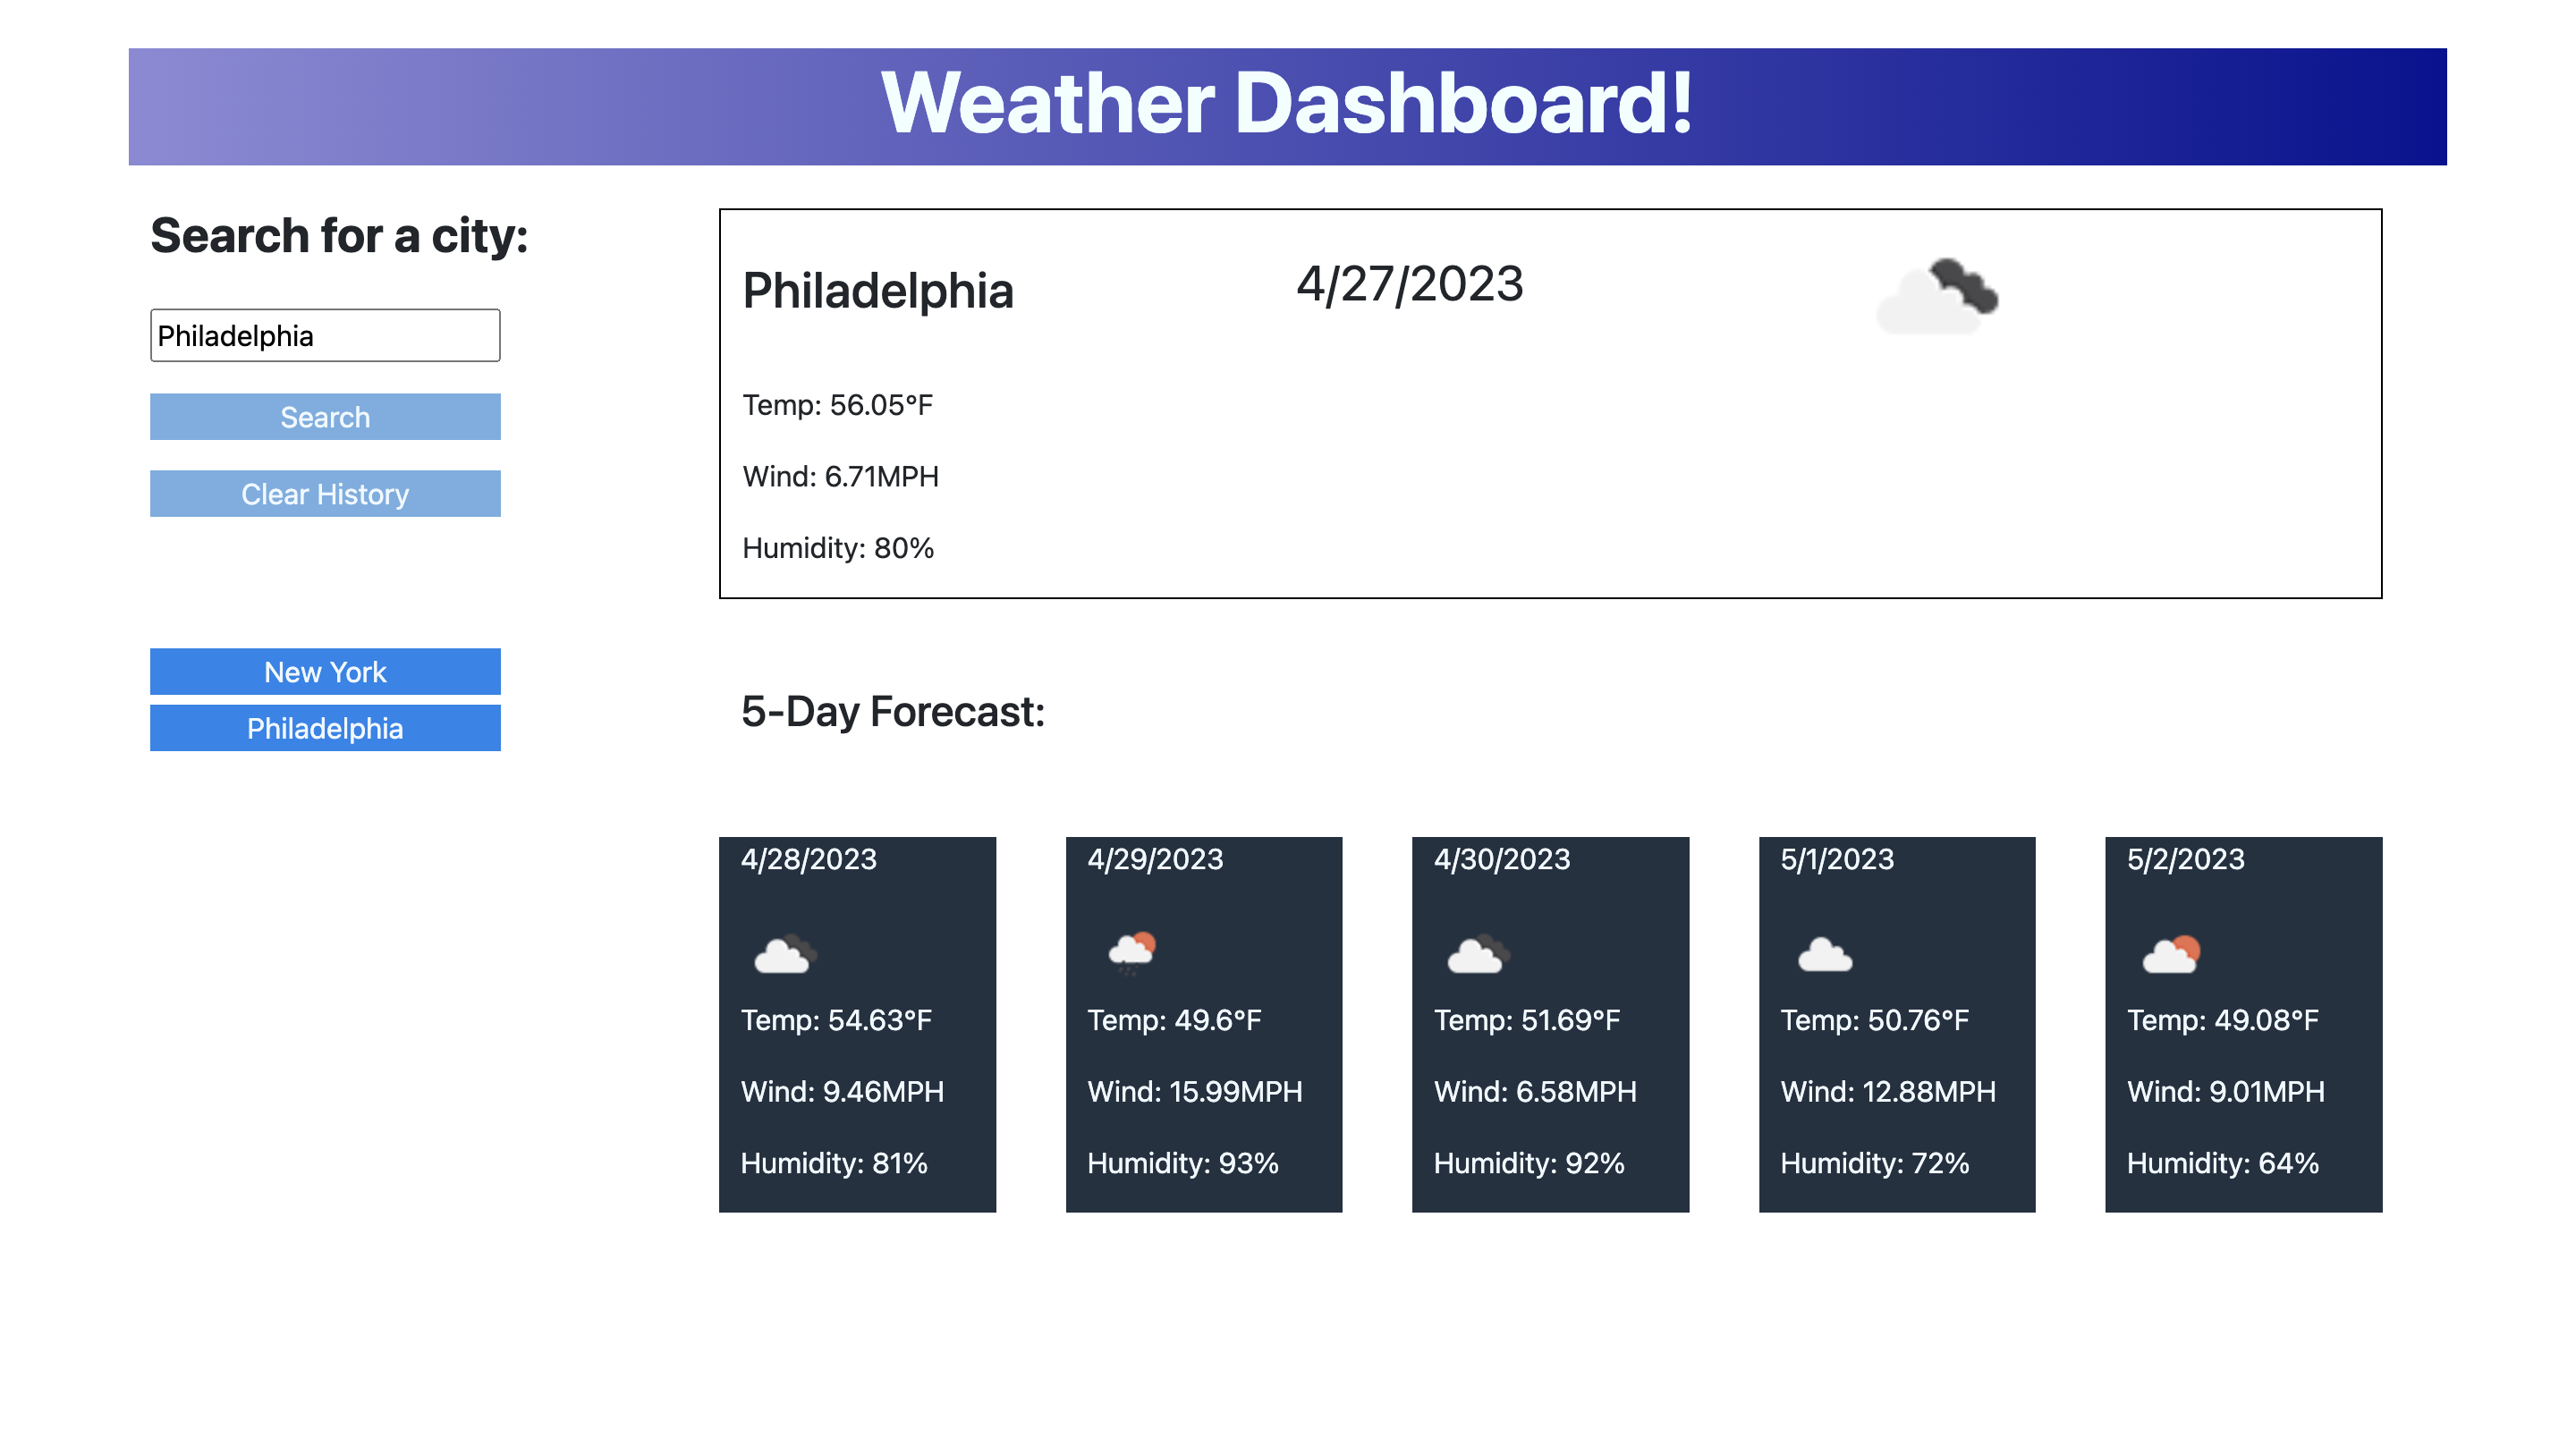 Weather Dashboard!
Search for a city:
Philadelphia
Search
Clear History
New York
Philadelphia
Philadelphia
4/27/2023
Temp: 56.05°F
Wind: 6.71MPH
Humidity: 80%
5-Day Forecast:
4/28/2023
Temp: 54.63°F
Wind: 9.46MPH
Humidity: 81%
4/29/2023
Temp: 49.6°F
Wind: 15.99MPH
Humidity: 93%
4/30/2023
Temp: 51.69°F
Wind: 6.58MPH
Humidity: 92%
5/1/2023
Temp: 50.76°F
Wind: 12.88MPH
Humidity: 72%
5/2/2023
Temp: 49.08°F
Wind: 9.01MPH
Humidity: 64%